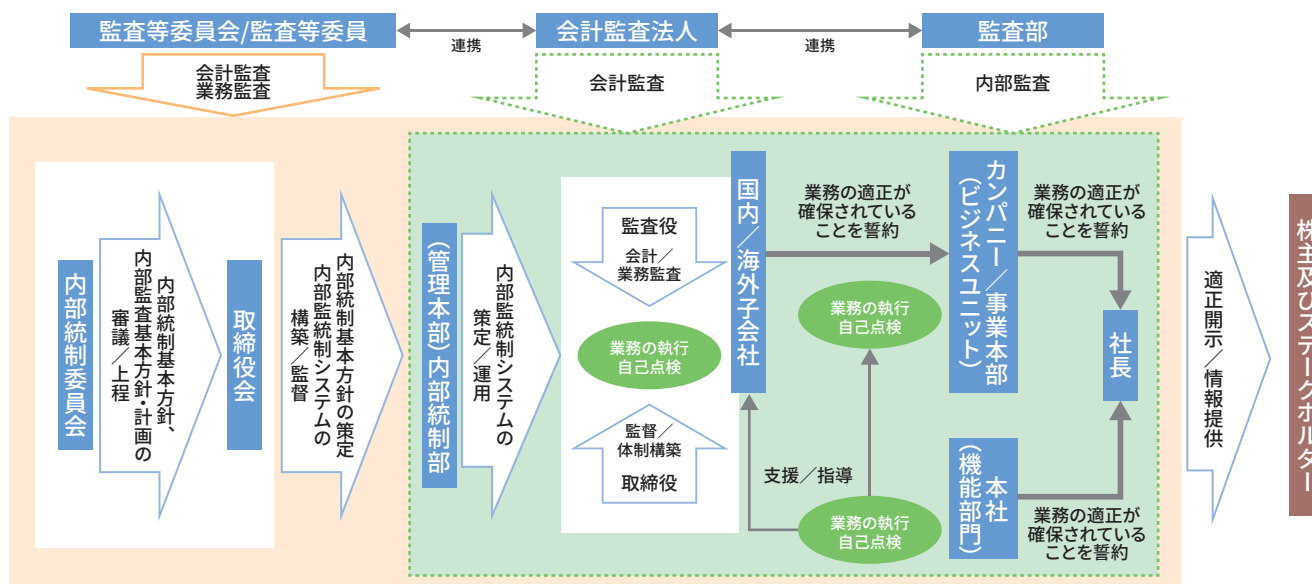 監査等委員会/監査等委員
連携
会計監査法人
連携
監査部
会計監査
業務監査
会計監査
内部監査
内部統制委員会
内部統制基本方針、
内部監査基本方針・計画の
審議／上程
取締役会
内部統制基本方針の策定
内部監統制システムの
構築／監督
（管理本部）内部統制部
内部監統制システムの
策定／運用
監査役
会計／
業務監査
業務の執行
自己点検
監督／
体制構築
取締役
国内／海外子会社
業務の適正が
確保されている
ことを誓約
業務の執行
自己点検
支援／指導
業務の執行
自己点検
カンパニー／事業本部
（ビジネスユニット）
本社
（機能部門）
業務の適正が
確保されている
ことを誓約
社長
業務の適正が
確保されている
ことを誓約
適正開示／情報提供
株主及びステークホルダー